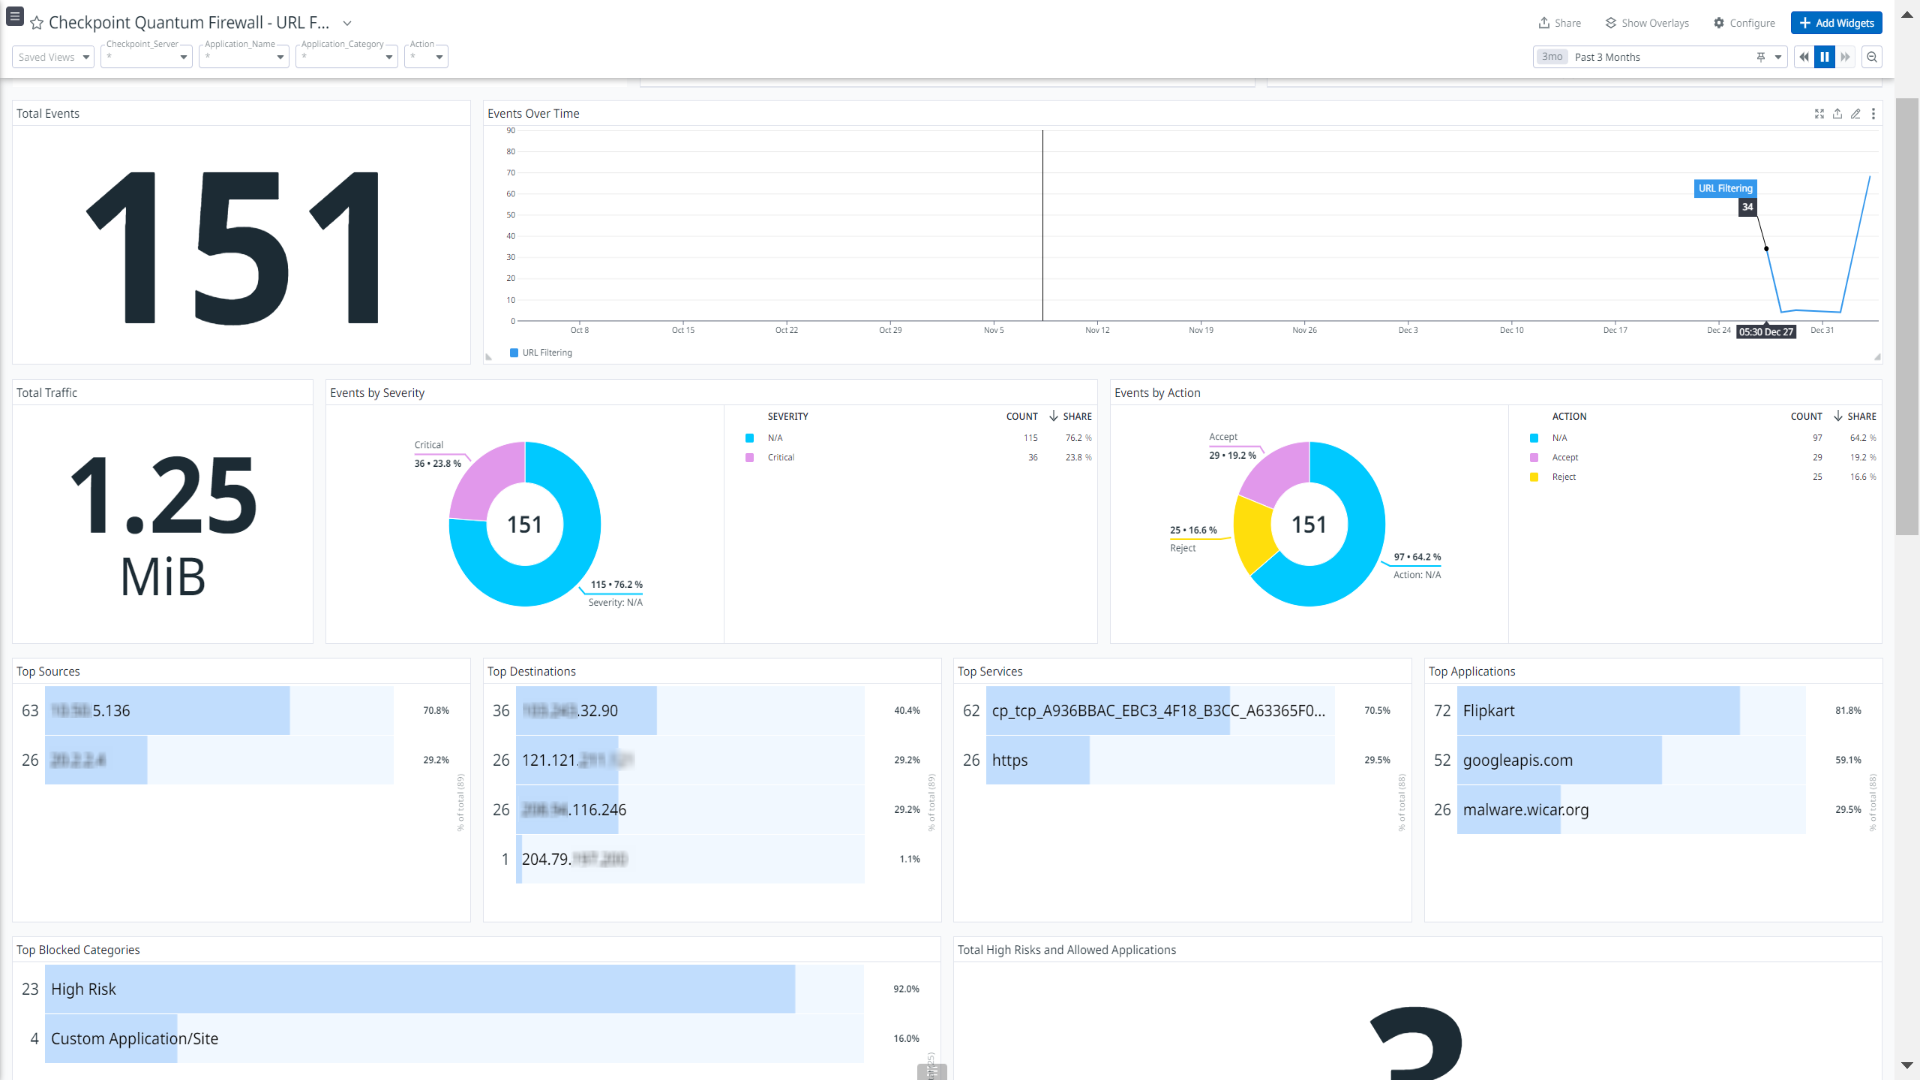 Checkpoint Quantum Firewall - URL F...
Share
Show Overlays
Configure
Add Widgets
Saved Views
Checkpoint_Server
*
Application_Name
*
Application_Category
*
Action
*
3mo Past 3 Months
Total Events
151
Events Over Time
90
80
70
60
50
40
30
20
10
0
URL Filtering
34
Oct 8
Oct 15
Oct 22
Oct 29
Nov 5
Nov 12
Nov 19
Nov 26
Dec 3
Dec 10
Dec 17
Dec 24
05:30 Dec 27
Dec 31
URL Filtering
Total Traffic
1.25
MiB
Events by Severity
Critical
36 • 23.8 %
151
115 • 76.2 %
Severity: N/A
SEVERITY COUNT SHARE
N/A 115 76.2 %
Critical 36 23.8 %
Events by Action
Accept
29 • 19.2 %
25 • 16.6 %
Reject
151
97 • 64.2 %
Action: N/A
ACTION COUNT SHARE
N/A 97 64.2 %
Accept 29 19.2 %
Reject 25 16.6 %
Top Sources
63 5.136 70.8%
26 29.2%
% of total (89)
Top Destinations
36 .32.90 40.4%
26 121.121. 29.2%
26 .116.246 29.2%
1 204.79. 1.1%
% of total (89)
Top Services
62 cp_tcp_A936BBAC_EBC3_4F18_B3CC_A63365F0... 70.5%
26 https 29.5%
% of total (88)
Top Applications
72 Flipkart 81.8%
52 googleapis.com 59.1%
26 malware.wicar.org 29.5%
% of total (88)
Top Blocked Categories
23 High Risk 92.0%
4 Custom Application/Site 16.0%
Total High Risks and Allowed Applications
3